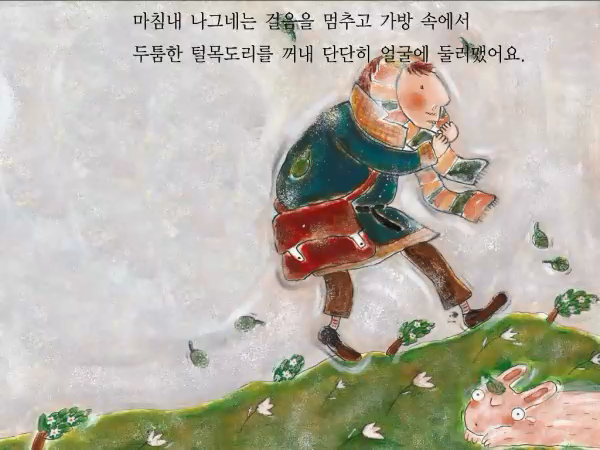 마침내 나그네는 걸음을 멈추고 가방 속에서
두툼한 털목도리를 꺼내 단단히 얼굴에 둘러맸어요.